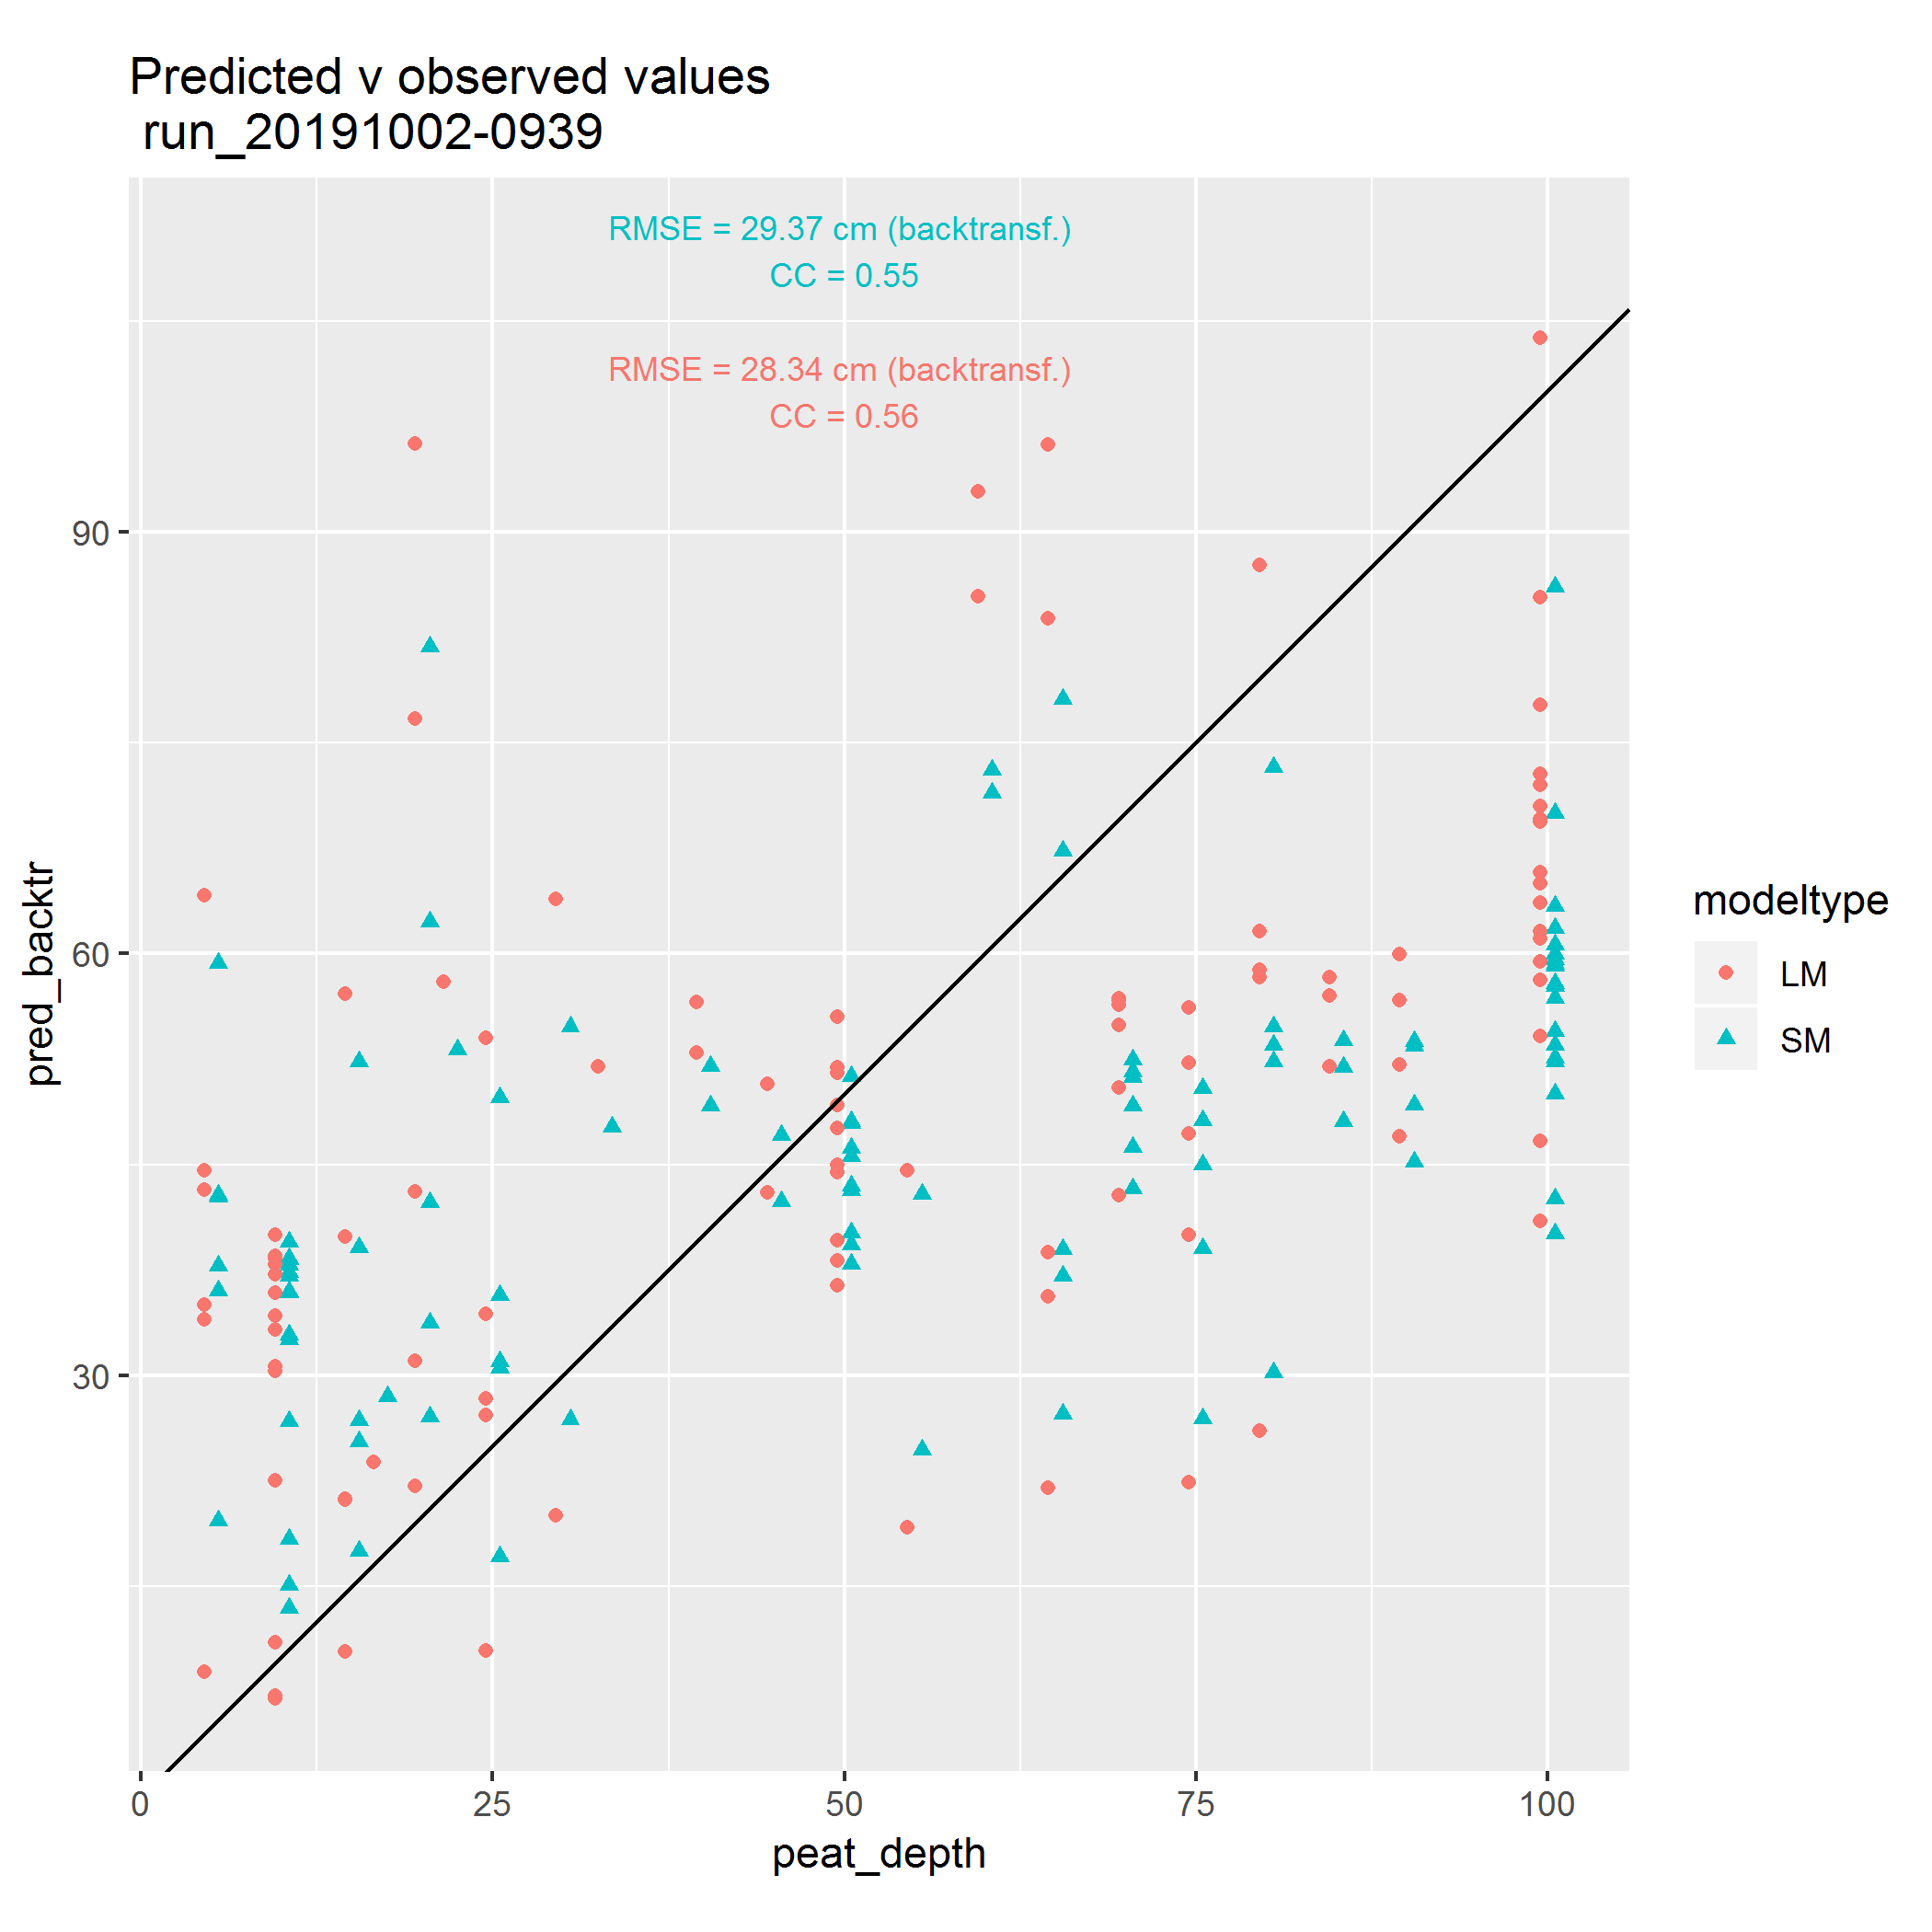 Predicted v observed values
run_20191002-0939
RMSE = 29.37 cm (backtransf.)
CC = 0.55
RMSE = 28.34 cm (backtransf.)
CC = 0.56
90
60
30
pred_backtr
0
25
50
75
100
peat_depth
modeltype
LM
SM